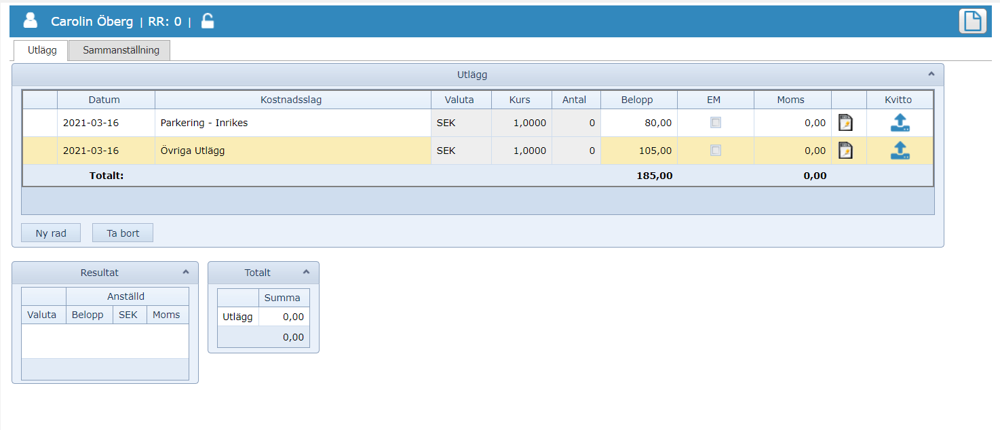 Carolin Öberg | RR: 0 |
Utlägg Sammanställning
Utlägg
Datum Kostnadsslag Valuta Kurs Antal Belopp EM Moms Kvitto
2021-03-16 Parkering - Inrikes SEK 1,0000 0 80,00 0,00
2021-03-16 Övriga Utlägg SEK 1,0000 0 105,00 0,00
Totalt: 185,00 0,00
Ny rad Ta bort
Resultat
Anställd
Valuta Belopp SEK Moms
Totalt
Summa
Utlägg 0,00
0,00